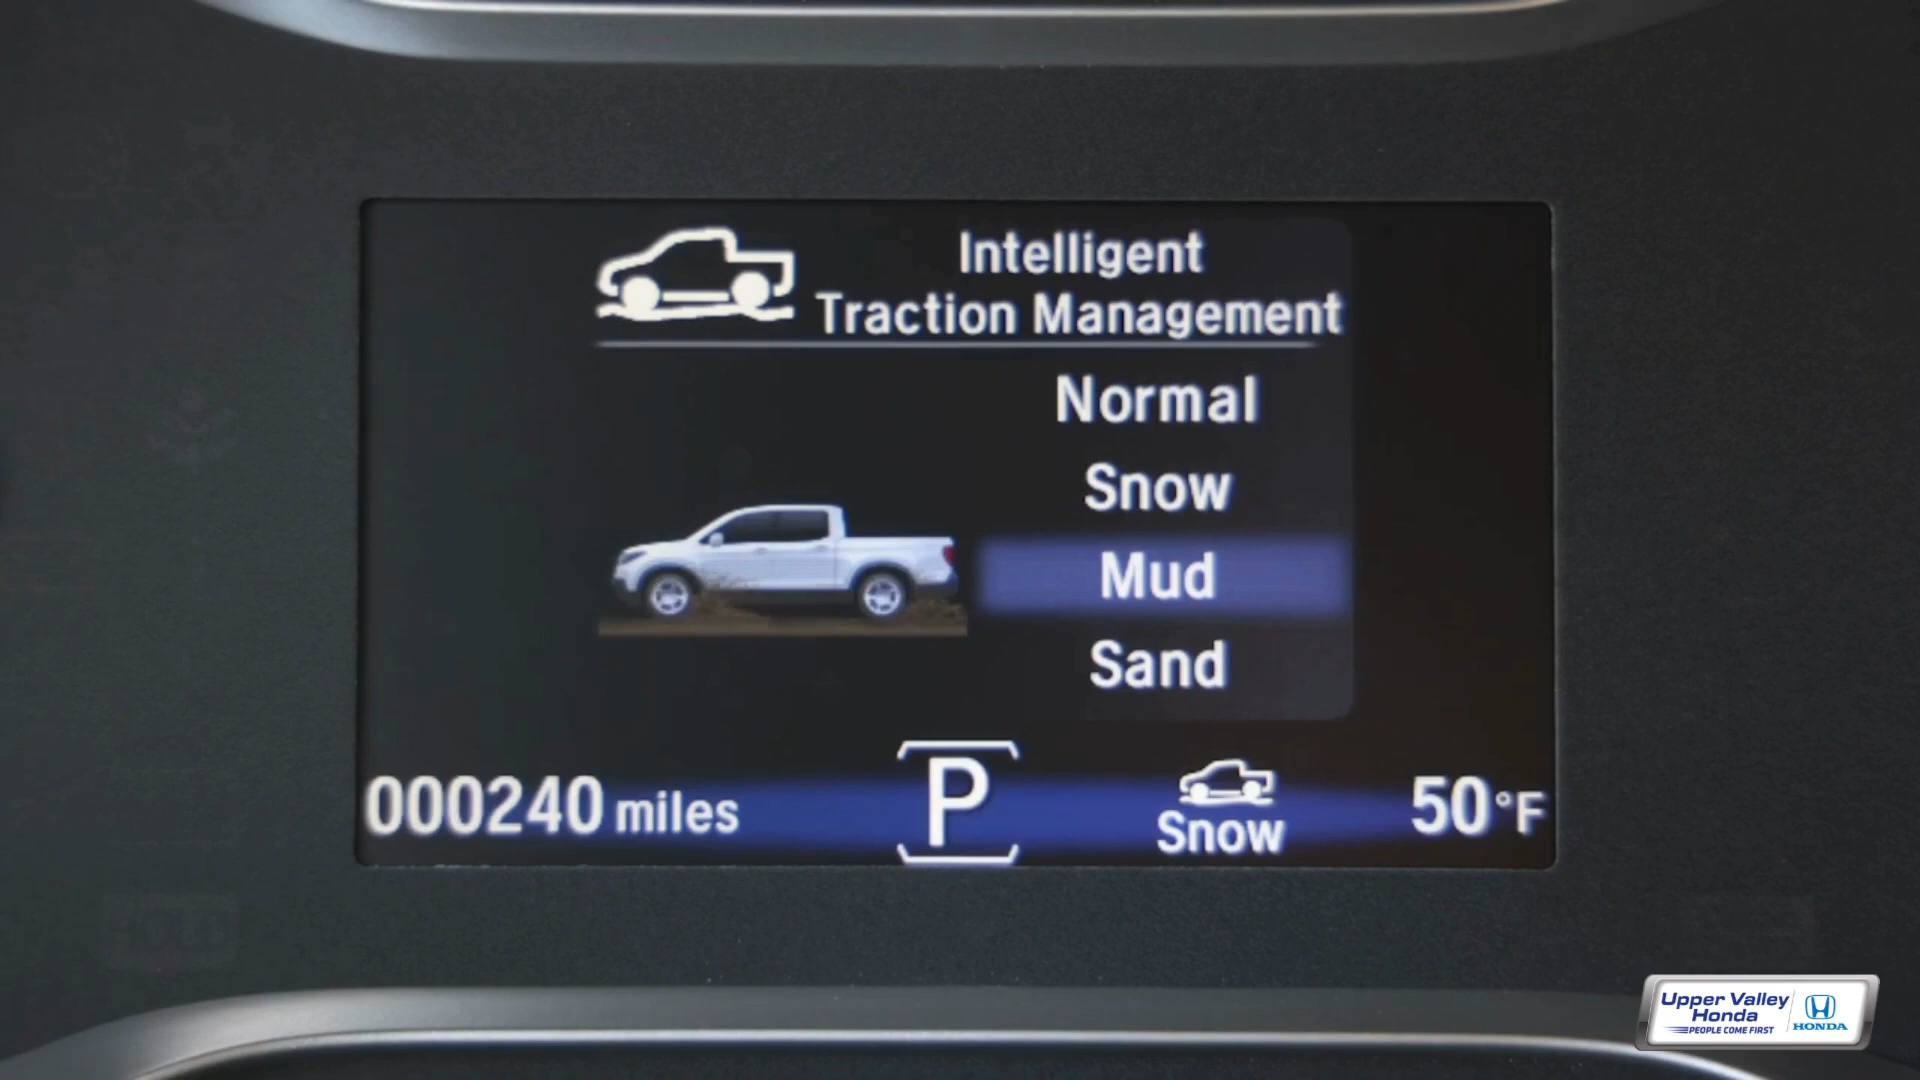 Intelligent
Traction Management
Normal
Snow
Mud
Sand
000240 miles
P
Snow
50°F
Upper Valley
Honda
PEOPLE COME FIRST
HONDA